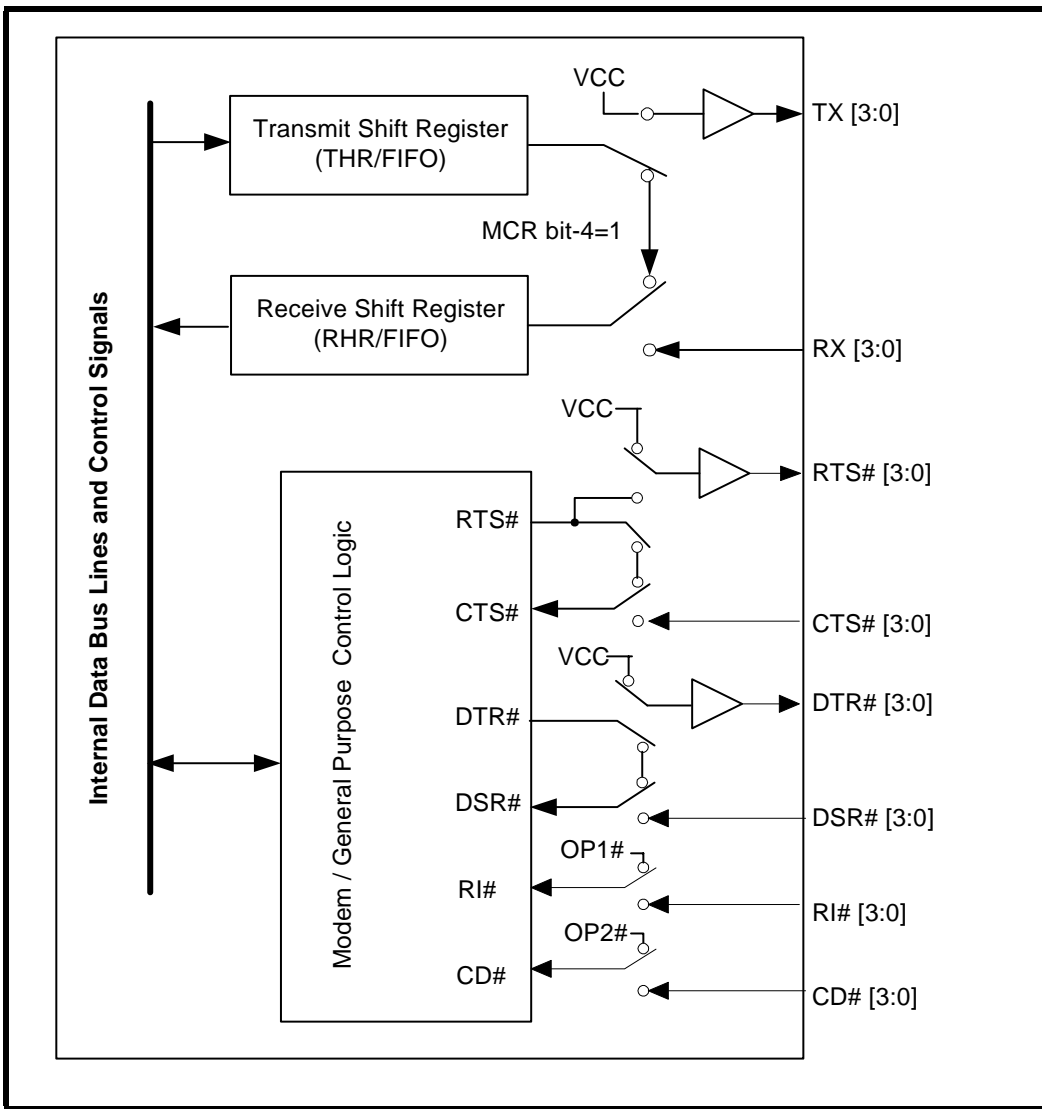 VCC
TX [3:0]
Transmit Shift Register
(THR/FIFO)
MCR bit-4=1
Receive Shift Register
(RHR/FIFO)
RX [3:0]
Internal Data Bus Lines and Control Signals
VCC
RTS# [3:0]
Modem / General Purpose Control Logic
RTS#
CTS#
CTS# [3:0]
VCC
DTR# [3:0]
DTR#
DSR#
DSR# [3:0]
OP1#
RI#
RI# [3:0]
OP2#
CD#
CD# [3:0]